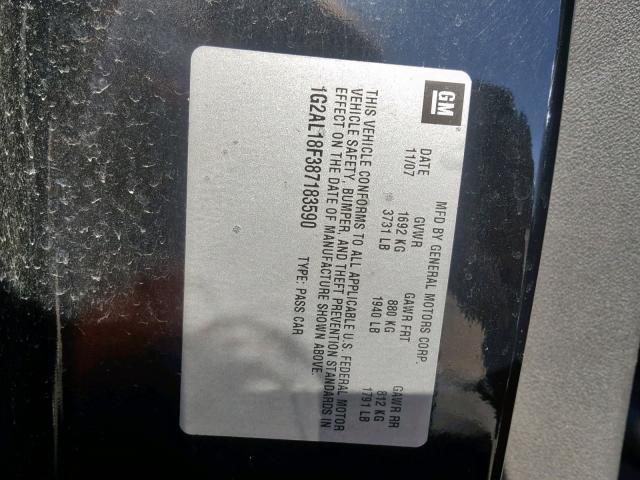 GM
MFD BY GENERAL MOTORS CORP.
DATE GVWR GAWR FRT GAWR RR
11/07 1692 KG 880 KG 812 KG
3731 LB 1940 LB 1791 LB
THIS VEHICLE CONFORMS TO ALL APPLICABLE U.S. FEDERAL MOTOR
VEHICLE SAFETY, BUMPER, AND THEFT PREVENTION STANDARDS IN
EFFECT ON THE DATE OF MANUFACTURE SHOWN ABOVE.
1G2AL18F387183590 TYPE: PASS CAR